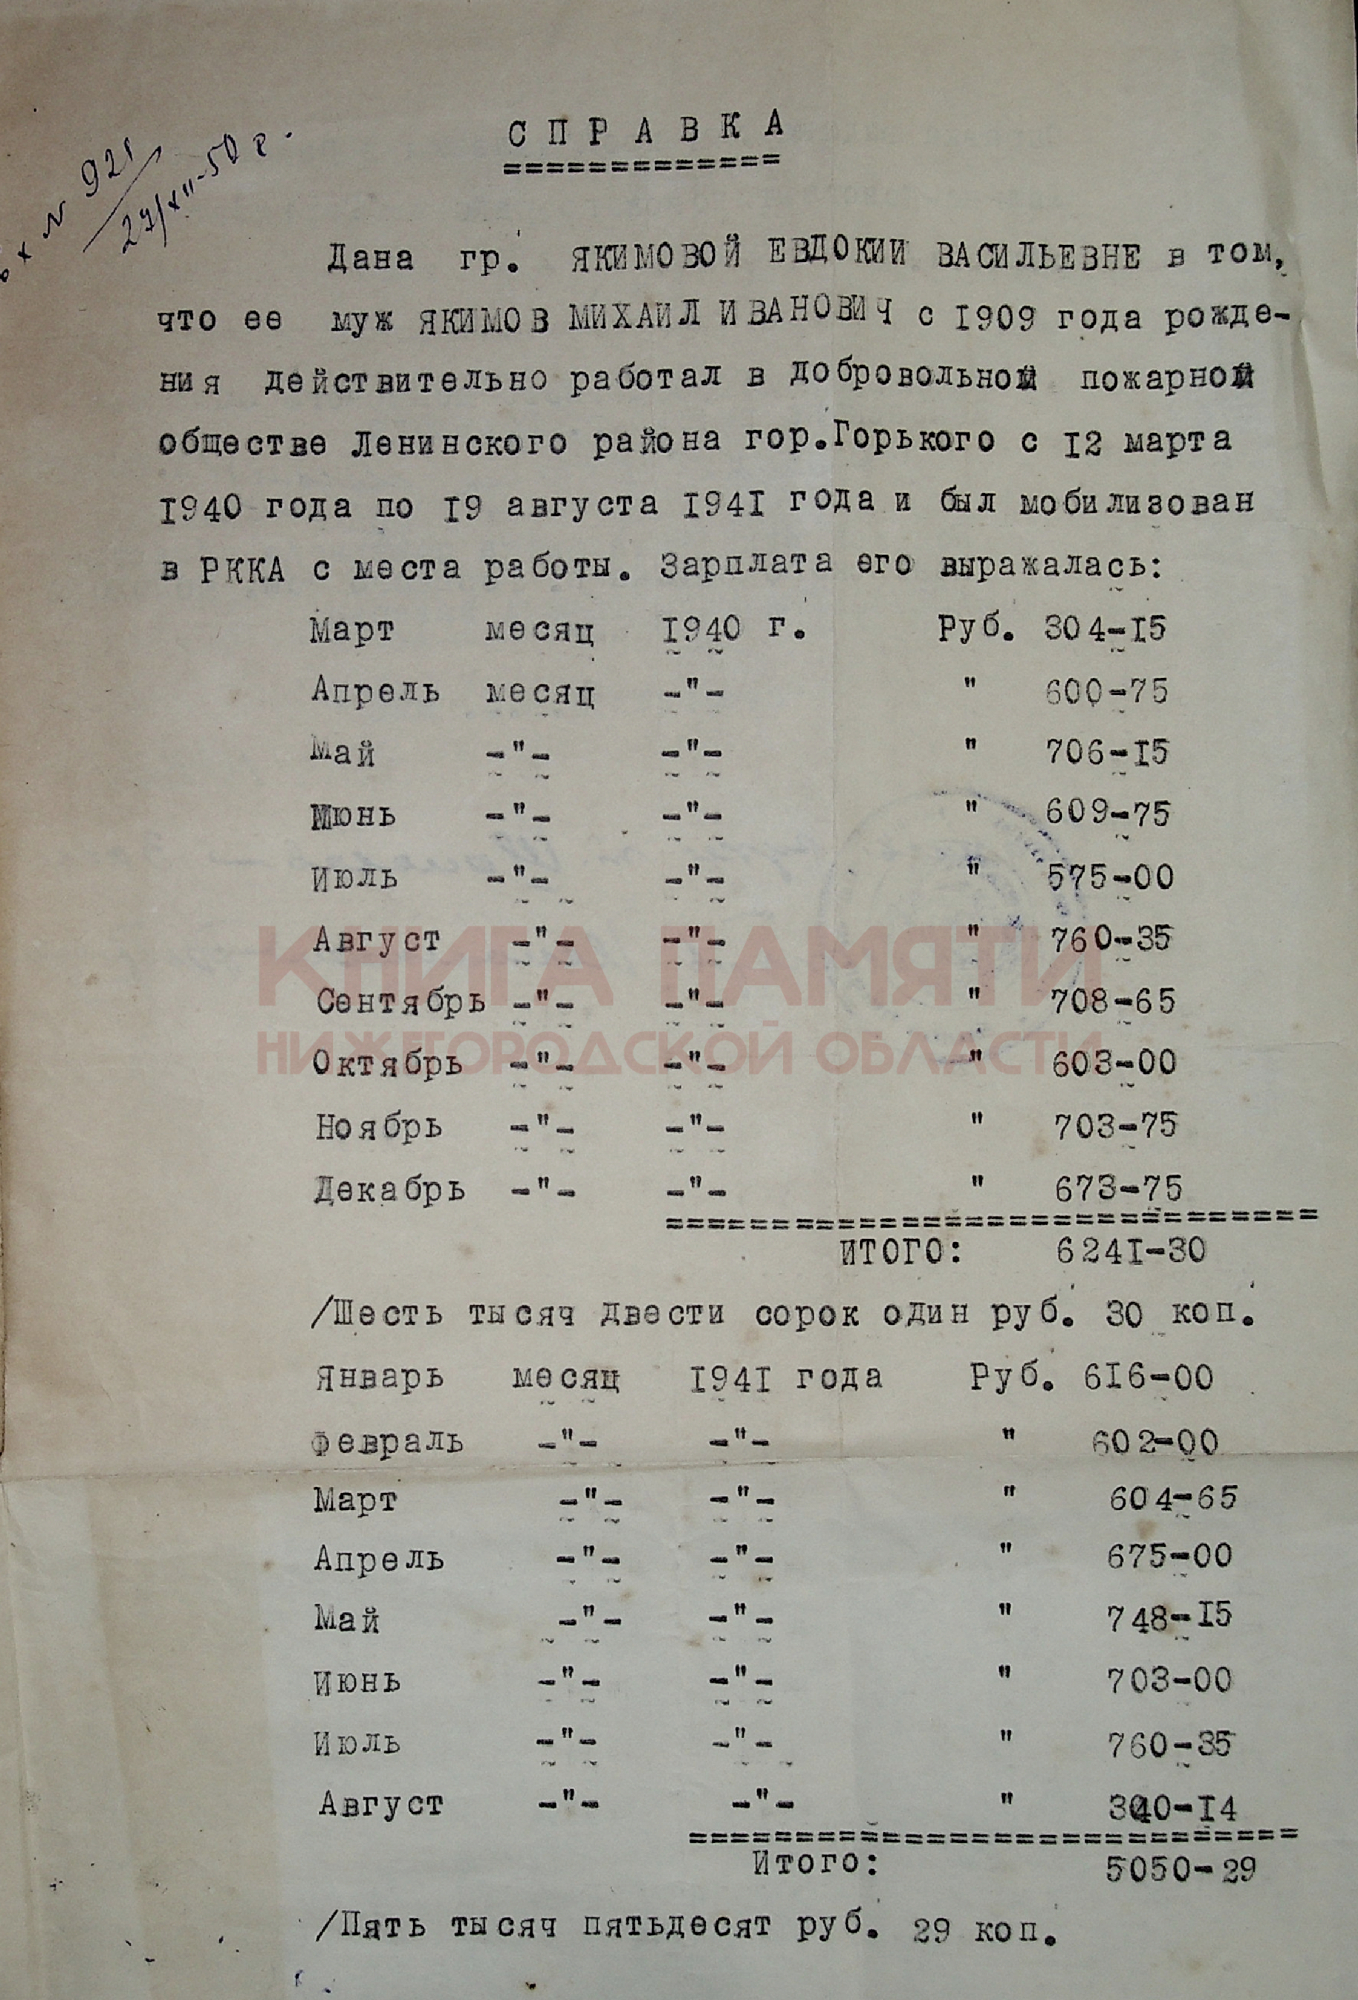 вх № 921
27/XII-50 г.
СПРАВКА
=============
Дана гр. ЯКИМОВОЙ ЕВДОКИИ ВАСИЛЬЕВНЕ в том,
что ее муж ЯКИМОВ МИХАИЛ ИВАНОВИЧ с 1909 года рожде-
ния действительно работал в добровольной пожарной
обществе Ленинского района гор.Горького с 12 марта
1940 года по 19 августа 1941 года и был мобилизован
в РККА с места работы. Зарплата его выражалась:
Март месяц 1940 г. Руб. 304-15
Апрель месяц -"- " 600-75
Май -"- -"- " 706-15
Июнь -"- -"- " 609-75
Июль -"- -"- " 575-00
Август -"- -"- " 760-35
КНИГА ПАМЯТИ
Сентябрь -"- -"- " 708-65
НИЖЕГОРОДСКОЙ ОБЛАСТИ
Октябрь -"- -"- " 603-00
Ноябрь -"- -"- " 703-75
Декабрь -"- -"- " 673-75
============================
ИТОГО: 6241-30
/Шесть тысяч двести сорок один руб. 30 коп.
Январь месяц 1941 года Руб. 616-00
Февраль -"- -"- " 602-00
Март -"- -"- " 604-65
Апрель -"- -"- " 675-00
Май -"- -"- " 748-15
Июнь -"- -"- " 703-00
Июль -"- -"- " 760-35
Август -"- -"- " 340-14
==========================
Итого: 5050-29
/Пять тысяч пятьдесят руб. 29 коп.